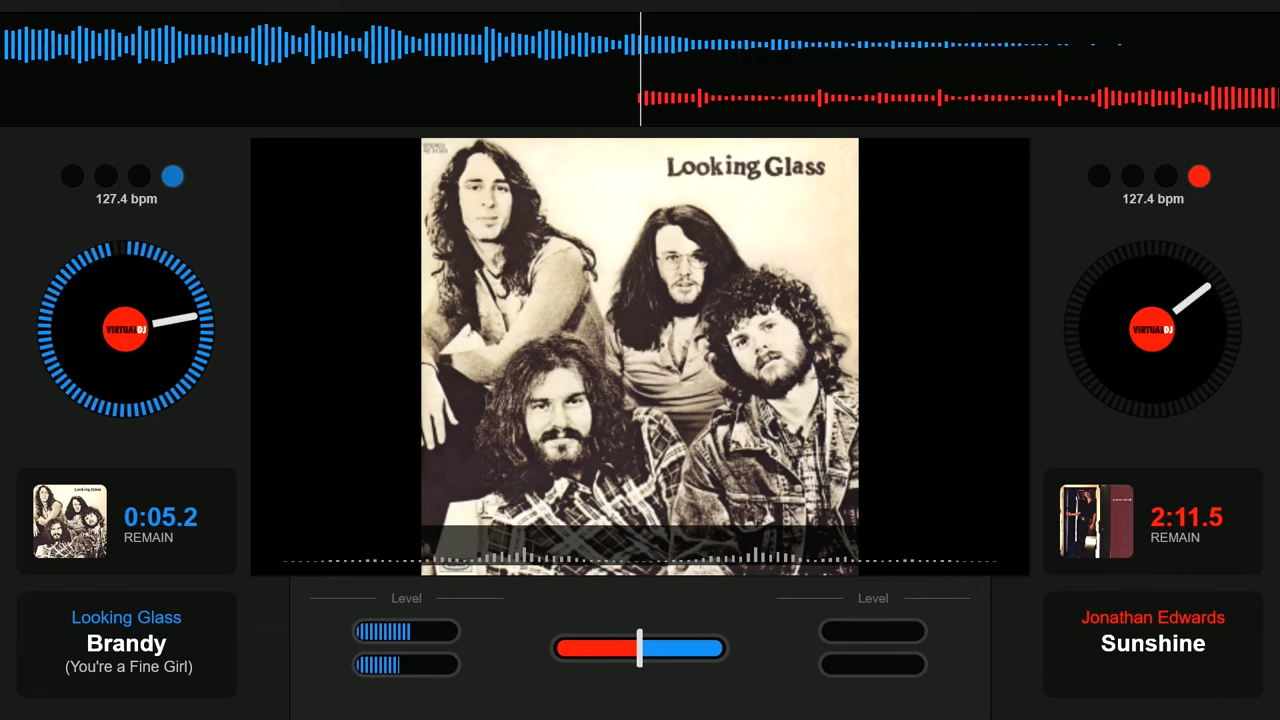 Looking Glass
127.4 bpm
127.4 bpm
VIRTUALDJ
VIRTUALDJ
0:05.2
REMAIN
2:11.5
REMAIN
Looking Glass
Brandy
(You're a Fine Girl)
Level
Level
Jonathan Edwards
Sunshine